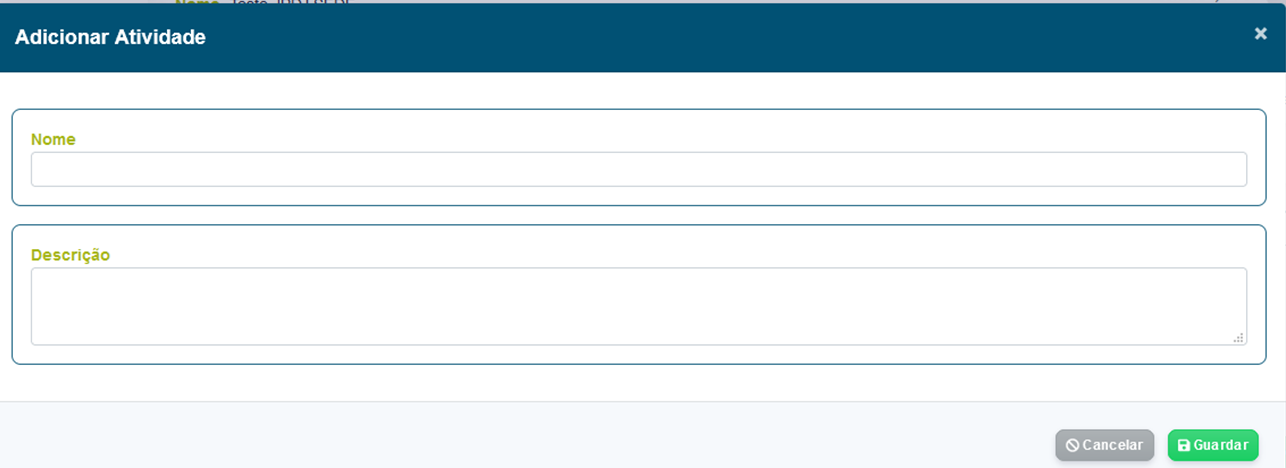 Adicionar Atividade ×
Nome
Descrição
Cancelar Guardar